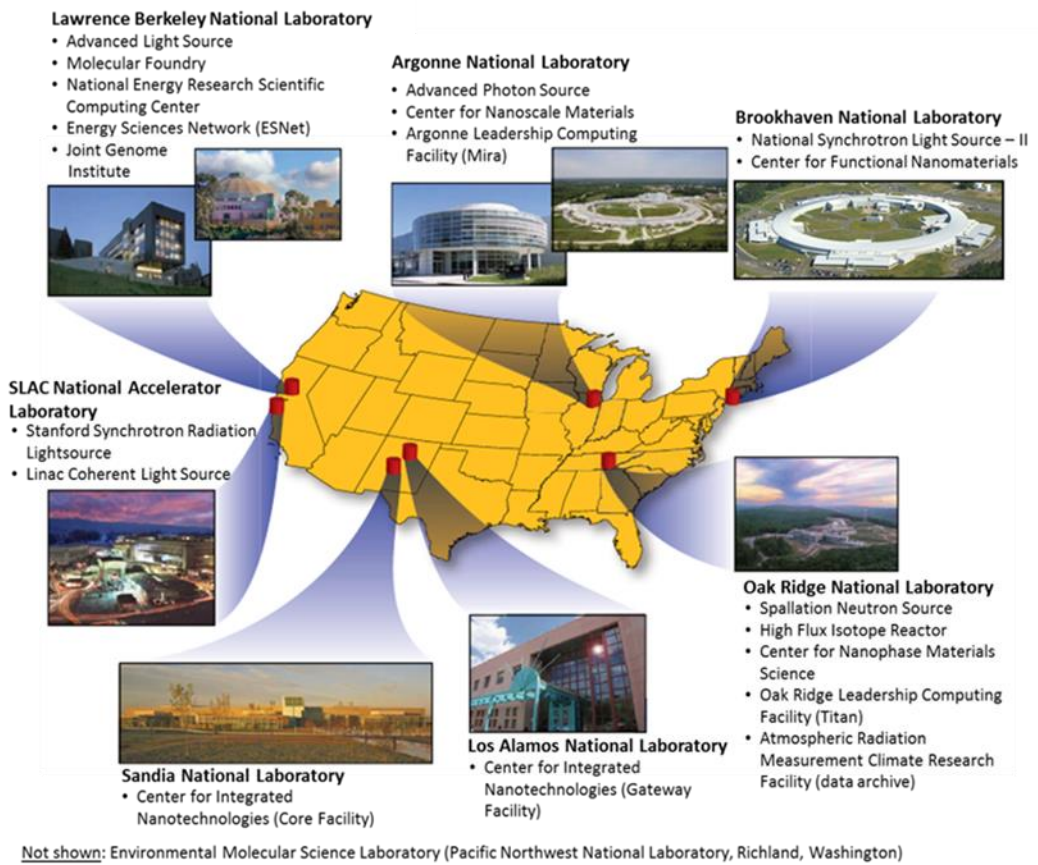 Lawrence Berkeley National Laboratory
• Advanced Light Source
• Molecular Foundry
• National Energy Research Scientific
Computing Center
• Energy Sciences Network (ESNet)
• Joint Genome
Institute
Argonne National Laboratory
• Advanced Photon Source
• Center for Nanoscale Materials
• Argonne Leadership Computing
Facility (Mira)
Brookhaven National Laboratory
• National Synchrotron Light Source – II
• Center for Functional Nanomaterials
SLAC National Accelerator
Laboratory
• Stanford Synchrotron Radiation
Lightsource
• Linac Coherent Light Source
Oak Ridge National Laboratory
• Spallation Neutron Source
• High Flux Isotope Reactor
• Center for Nanophase Materials
Science
• Oak Ridge Leadership Computing
Facility (Titan)
• Atmospheric Radiation
Measurement Climate Research
Facility (data archive)
Los Alamos National Laboratory
• Center for Integrated
Nanotechnologies (Gateway
Facility)
Sandia National Laboratory
• Center for Integrated
Nanotechnologies (Core Facility)
Not shown: Environmental Molecular Science Laboratory (Pacific Northwest National Laboratory, Richland, Washington)